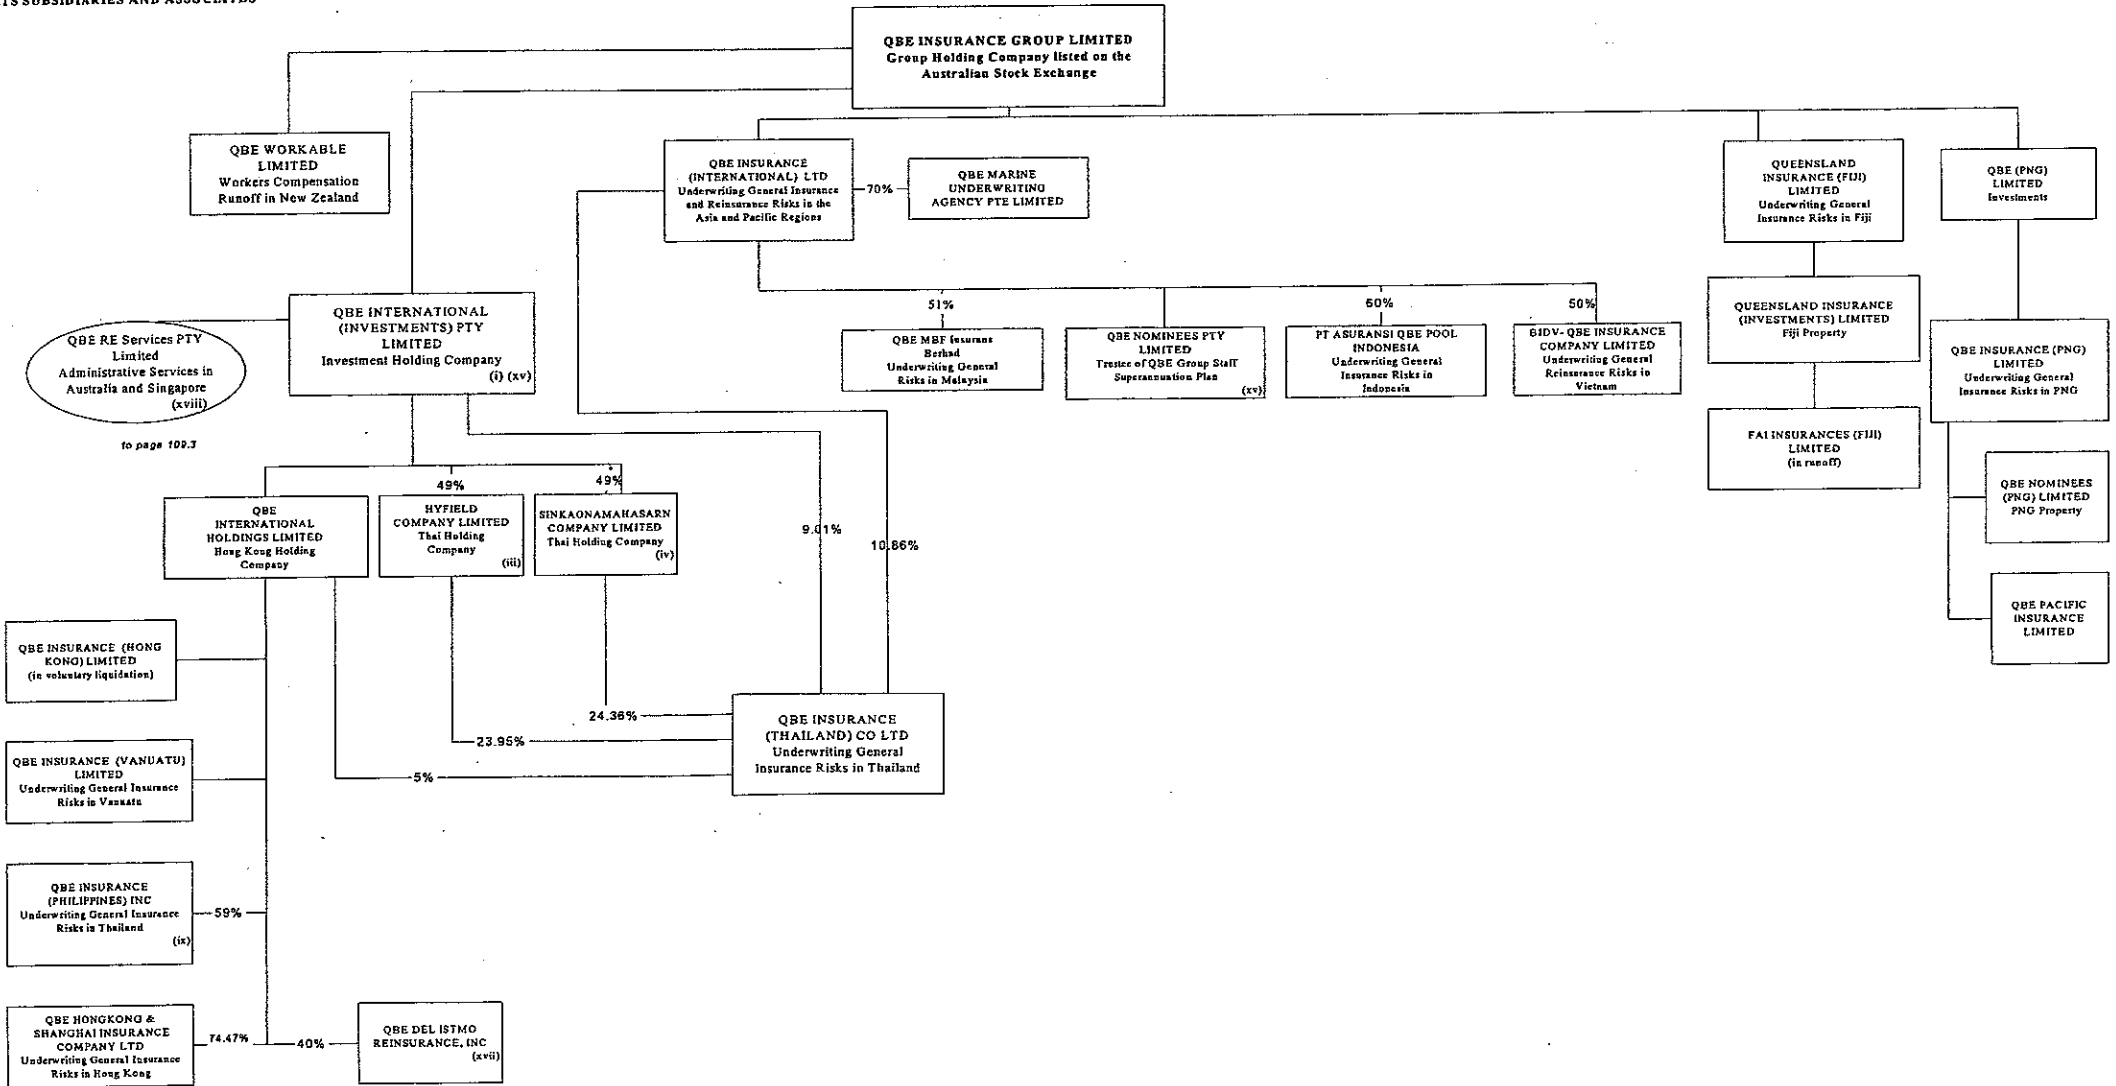 ITS SUBSIDIARIES AND ASSOCIATES
QBE INSURANCE GROUP LIMITED
Group Holding Company listed on the
Australian Stock Exchange
QBE WORKABLE
LIMITED
Workers Compensation
Runoff in New Zealand
QBE INSURANCE
(INTERNATIONAL) LTD
Underwriting General Insurance
and Reinsurance Risks in the
Asia and Pacific Regions
70%
QBE MARINE
UNDERWRITING
AGENCY PTE LIMITED
QUEENSLAND
INSURANCE (FIJI)
LIMITED
Underwriting General
Insurance Risks in Fiji
QBE (PNG)
LIMITED
Investments
QBE RE Services PTY
Limited
Administrative Services in
Australia and Singapore
(xviii)
to page 109.3
QBE INTERNATIONAL
(INVESTMENTS) PTY
LIMITED
Investment Holding Company
(i) (xv)
51%
QBE MBF Insurans
Berhad
Underwriting General
Risks in Malaysia
QBE NOMINEES PTY
LIMITED
Trustee of QBE Group Staff
Superannuation Plan
(xv)
60%
PT ASURANSI QBE POOL
INDONESIA
Underwriting General
Insurance Risks in
Indonesia
50%
BIDV- QBE INSURANCE
COMPANY LIMITED
Underwriting General
Reinsurance Risks in
Vietnam
QUEENSLAND INSURANCE
(INVESTMENTS) LIMITED
Fiji Property
QBE INSURANCE (PNG)
LIMITED
Underwriting General
Insurance Risks in PNG
FAI INSURANCES (FIJI)
LIMITED
(in runoff)
QBE NOMINEES
(PNG) LIMITED
PNG Property
QBE PACIFIC
INSURANCE
LIMITED
QBE
INTERNATIONAL
HOLDINGS LIMITED
Hong Kong Holding
Company
49%
HYFIELD
COMPANY LIMITED
Thai Holding
Company
(iii)
49%
SINKAONAMAHASARN
COMPANY LIMITED
Thai Holding Company
(iv)
9.01%
10.86%
QBE INSURANCE (HONG
KONG) LIMITED
(in voluntary liquidation)
24.36%
23.95%
5%
QBE INSURANCE
(THAILAND) CO LTD
Underwriting General
Insurance Risks in Thailand
QBE INSURANCE (VANUATU)
LIMITED
Underwriting General Insurance
Risks in Vanuatu
QBE INSURANCE
(PHILIPPINES) INC
Underwriting General Insurance
Risks in Thailand
(ix)
59%
QBE HONGKONG &
SHANGHAI INSURANCE
COMPANY LTD
Underwriting General Insurance
Risks in Hong Kong
74.47%
40%
QBE DEL ISTMO
REINSURANCE, INC
(xvii)